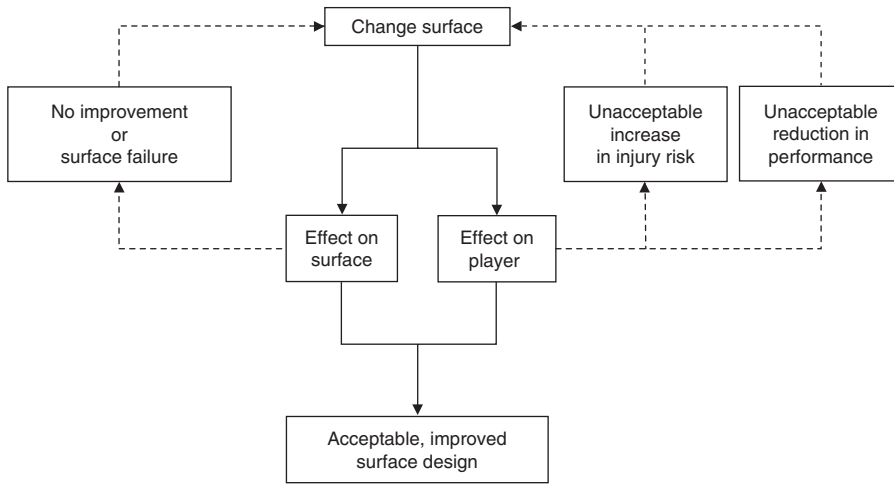 Change surface
No improvement
or
surface failure
Unacceptable
increase
in injury risk
Unacceptable
reduction in
performance
Effect on
surface
Effect on
player
Acceptable, improved
surface design